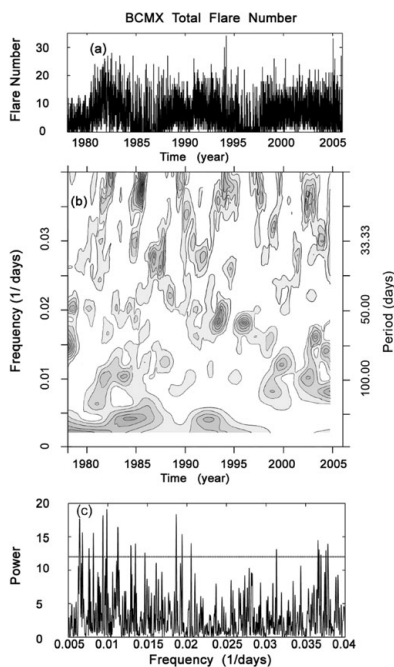 BCMX Total Flare Number
(a)
Flare Number
30
20
10
0
1980 1985 1990 1995 2000 2005
Time (year)
(b)
Frequency (1/ days)
0.03
0.02
0.01
0
33.33
50.00
100.00
Period (days)
1980 1985 1990 1995 2000 2005
Time (year)
(c)
Power
20
15
10
5
0
0.005 0.01 0.015 0.02 0.025 0.03 0.035 0.04
Frequency (1/days)